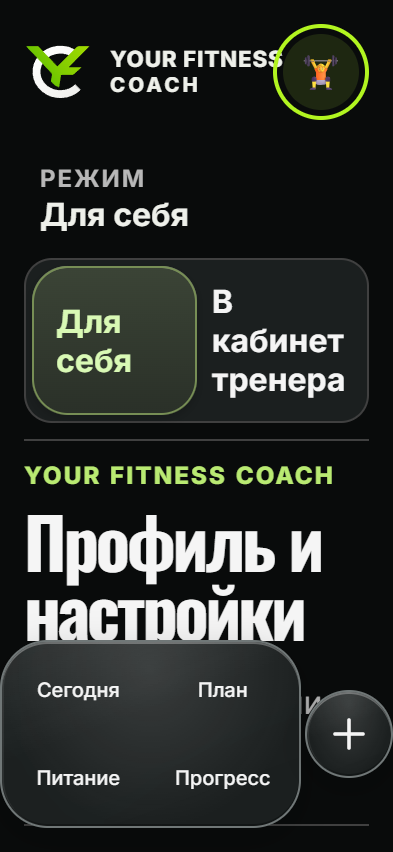 YOUR FITNESS
COACH
РЕЖИМ
Для себя
Для
себя
В
кабинет
тренера
YOUR FITNESS COACH
Профиль и
настройки
Сегодня План
Питание Прогресс